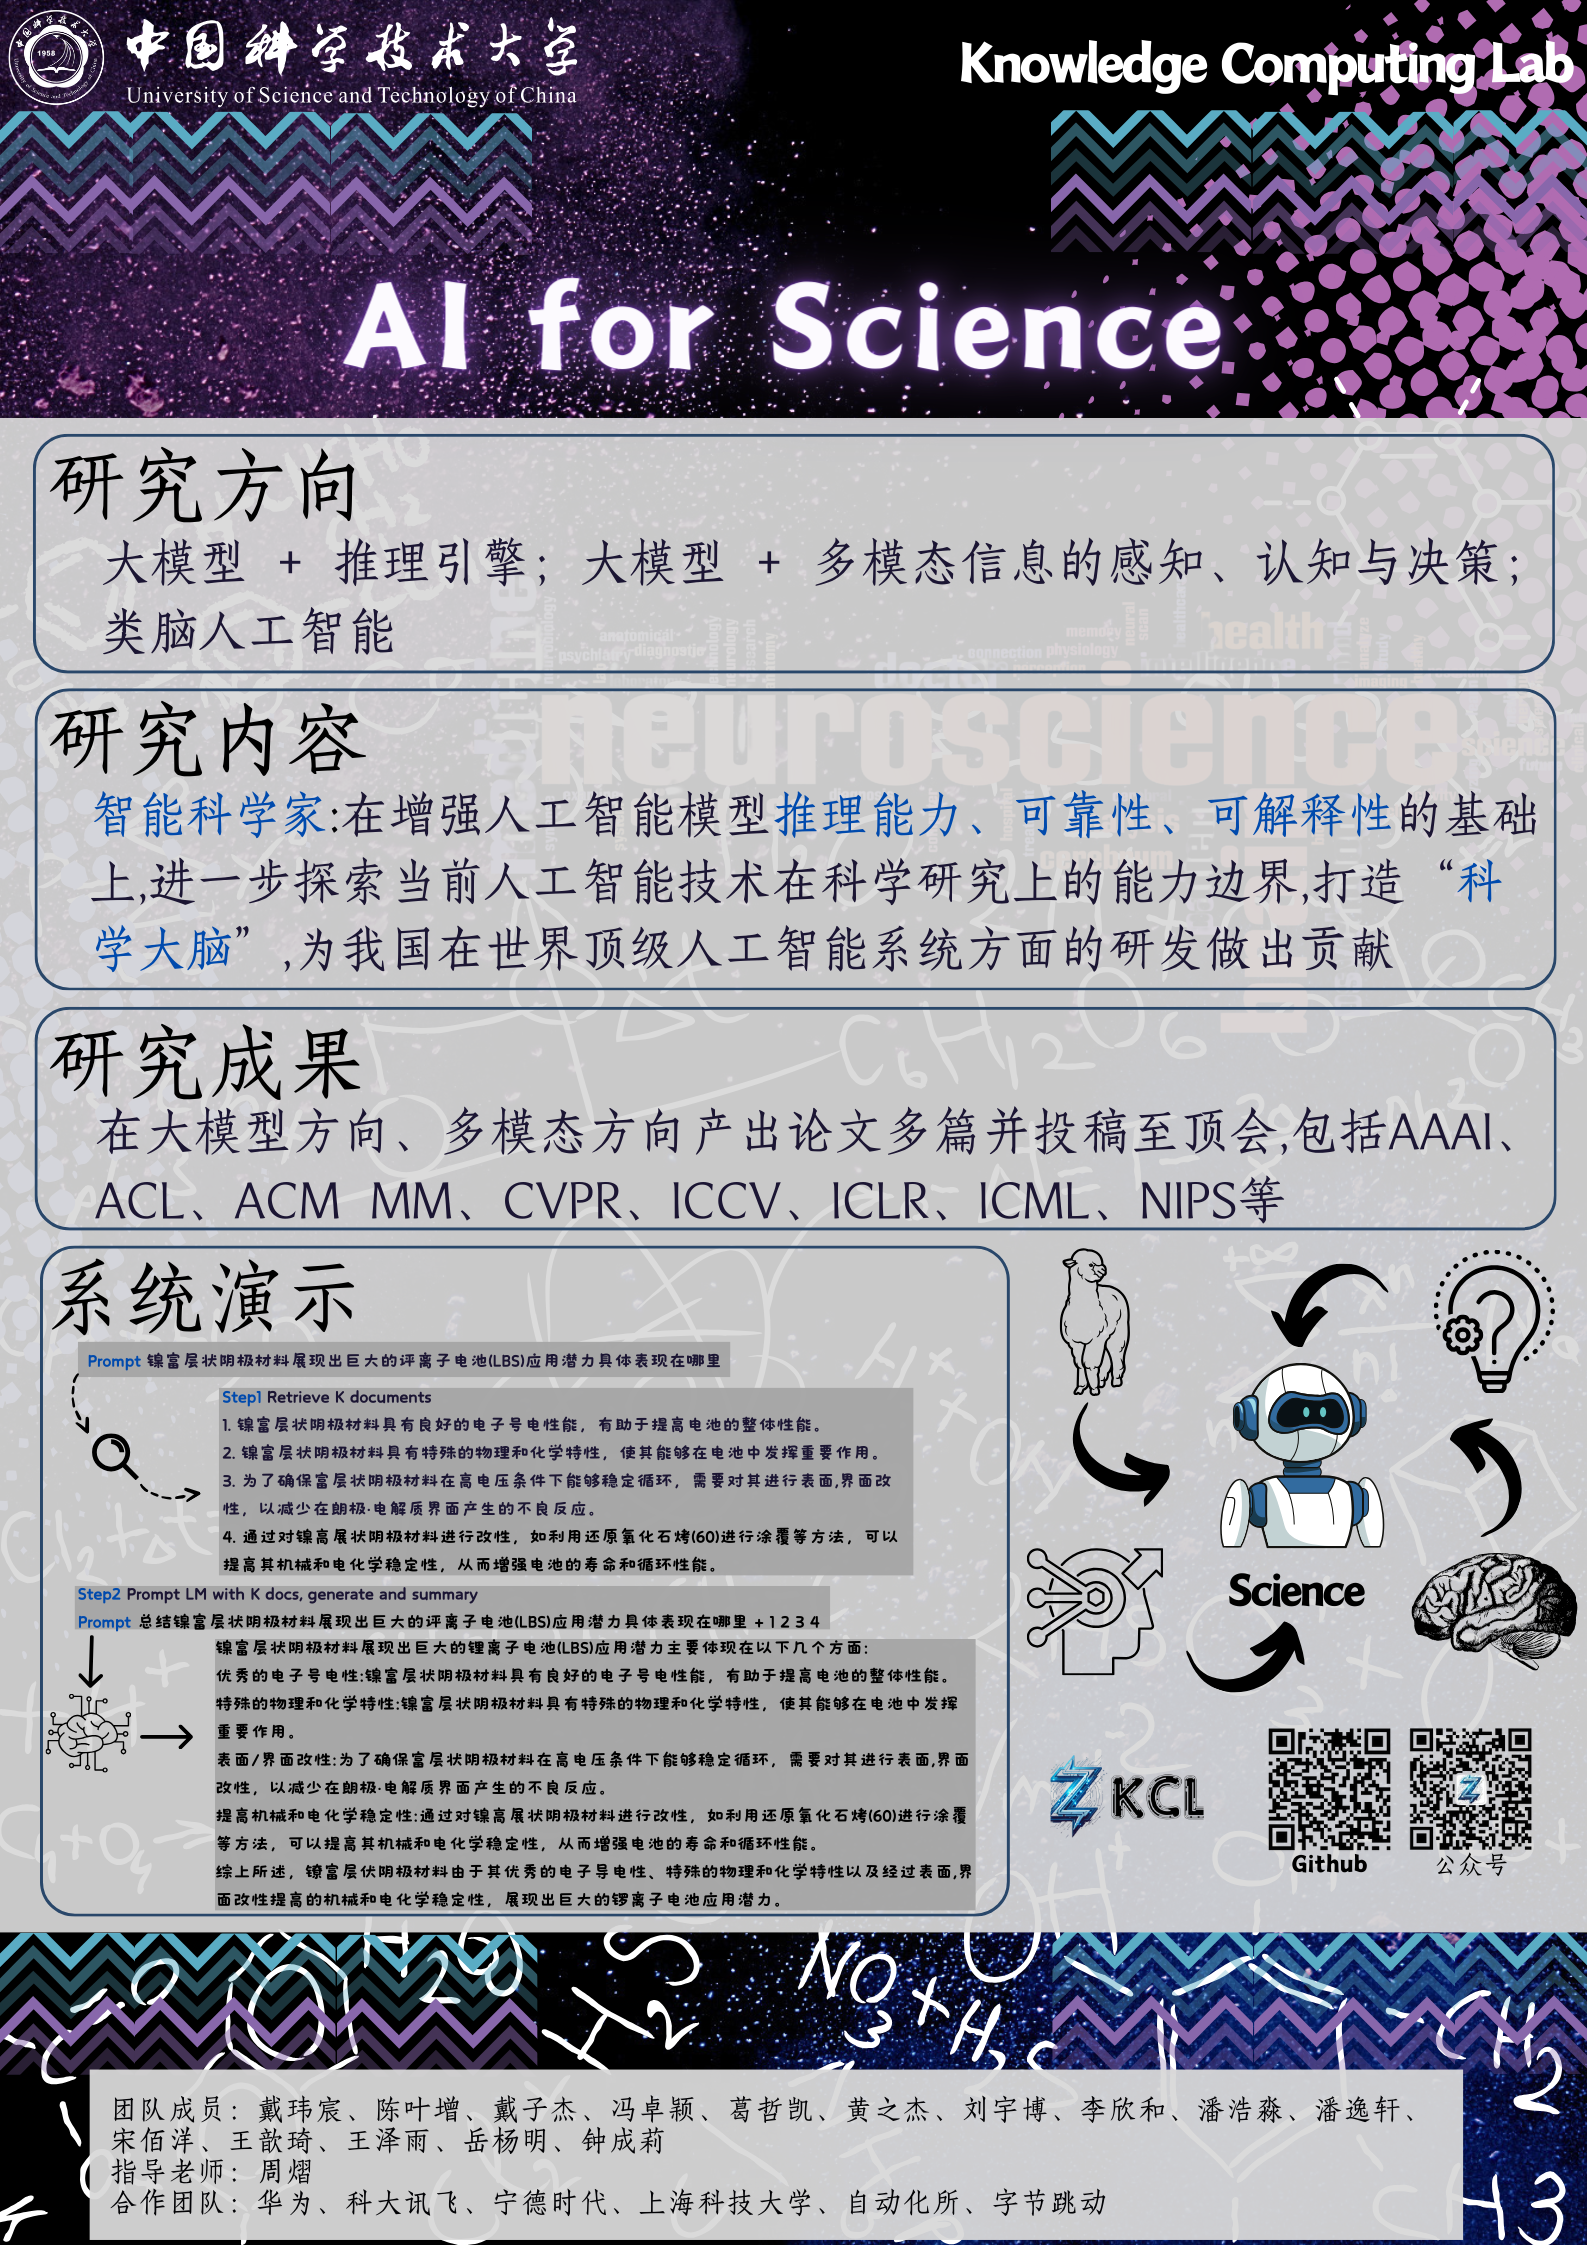 中国科学技术大学
1958
University of Science and Technology of China
Knowledge Computing Lab
AI for Science
研究方向
大模型 + 推理引擎；大模型 + 多模态信息的感知、认知与决策；
类脑人工智能
研究内容
智能科学家:在增强人工智能模型推理能力、可靠性、可解释性的基础
上,进一步探索当前人工智能技术在科学研究上的能力边界,打造“科
学大脑”,为我国在世界顶级人工智能系统方面的研发做出贡献
neuroscience
health
研究成果
在大模型方向、多模态方向产出论文多篇并投稿至顶会,包括AAAI、
ACL、ACM MM、CVPR、ICCV、ICLR、ICML、NIPS等
系统演示
Prompt 镍富层状阴极材料展现出巨大的评离子电池(LBS)应用潜力具体表现在哪里
Step1 Retrieve K documents
1. 镍富层状阴极材料具有良好的电子号电性能，有助于提高电池的整体性能。
2. 镍富层状阴极材料具有特殊的物理和化学特性，使其能够在电池中发挥重要作用。
3. 为了确保富层状阴极材料在高电压条件下能够稳定循环，需要对其进行表面,界面改
性，以减少在朗极·电解质界面产生的不良反应。
4. 通过对镍高展状阴极材料进行改性，如利用还原氧化石烤(60)进行涂覆等方法，可以
提高其机械和电化学稳定性，从而增强电池的寿命和循环性能。
Step2 Prompt LM with K docs, generate and summary
Prompt 总结镍富层状阴极材料展现出巨大的评离子电池(LBS)应用潜力具体表现在哪里 + 1 2 3 4
镍富层状阴极材料展现出巨大的锂离子电池(LBS)应用潜力主要体现在以下几个方面:
优秀的电子号电性:镍富层状阴极材料具有良好的电子号电性能，有助于提高电池的整体性能。
特殊的物理和化学特性:镍富层状阴极材料具有特殊的物理和化学特性，使其能够在电池中发挥
重要作用。
表面/界面改性:为了确保富层状阴极材料在高电压条件下能够稳定循环，需要对其进行表面,界面
改性，以减少在朗极·电解质界面产生的不良反应。
提高机械和电化学稳定性:通过对镍高展状阴极材料进行改性，如利用还原氧化石烤(60)进行涂覆
等方法，可以提高其机械和电化学稳定性，从而增强电池的寿命和循环性能。
综上所述，镣富层伏阴极材料由于其优秀的电子导电性、特殊的物理和化学特性以及经过表面,界
面改性提高的机械和电化学稳定性，展现出巨大的锣离子电池应用潜力。
Science
KCL
Github
公众号
团队成员：戴玮宸、陈叶增、戴子杰、冯卓颖、葛哲凯、黄之杰、刘宇博、李欣和、潘浩淼、潘逸轩、
宋佰洋、王歆琦、王泽雨、岳杨明、钟成莉
指导老师：周熠
合作团队：华为、科大讯飞、宁德时代、上海科技大学、自动化所、字节跳动